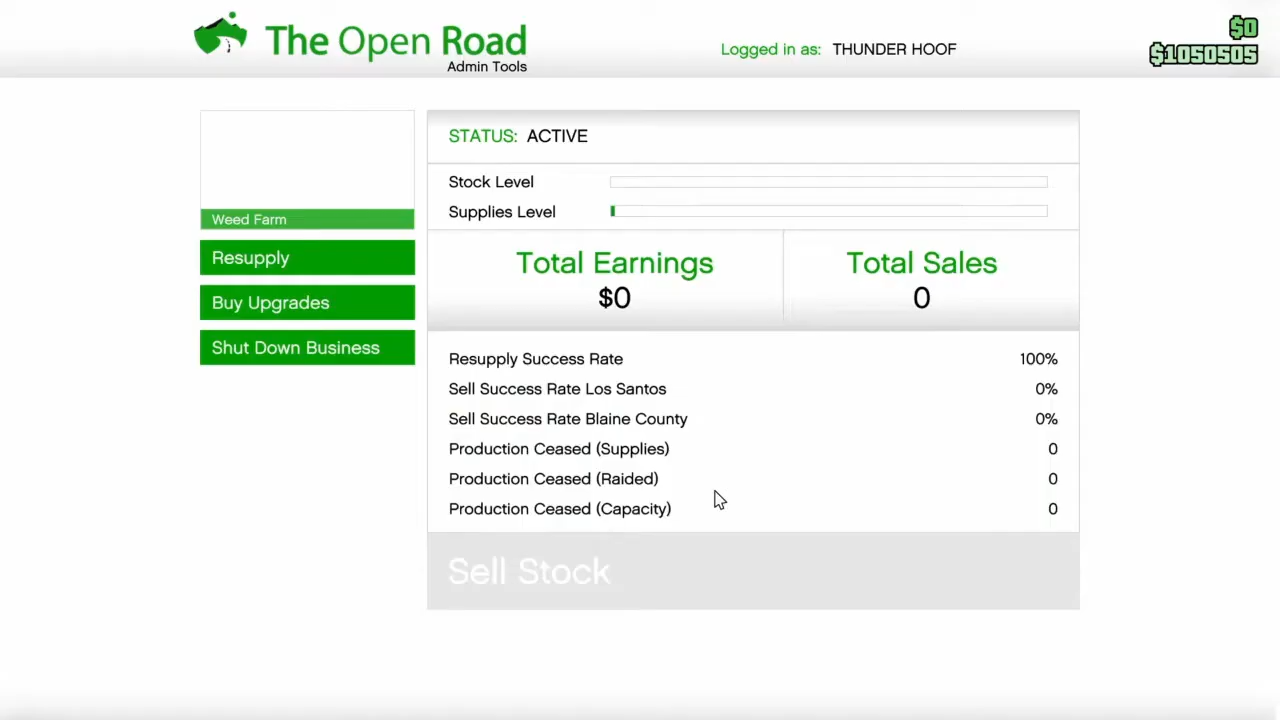 The Open Road
Admin Tools
Logged in as: THUNDER HOOF
$0
$1050505
Weed Farm
Resupply
Buy Upgrades
Shut Down Business
STATUS: ACTIVE
Stock Level
Supplies Level
Total Earnings
$0
Total Sales
0
Resupply Success Rate 100%
Sell Success Rate Los Santos 0%
Sell Success Rate Blaine County 0%
Production Ceased (Supplies) 0
Production Ceased (Raided) 0
Production Ceased (Capacity) 0
Sell Stock